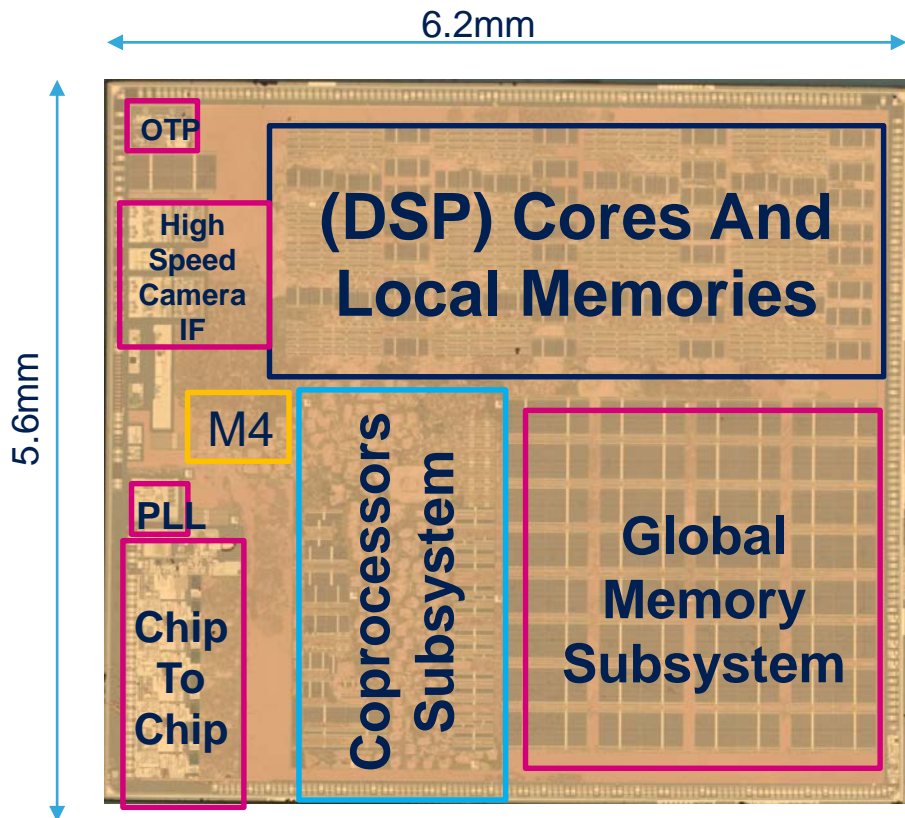 6.2mm
5.6mm
OTP
(DSP) Cores And
Local Memories
High
Speed
Camera
IF
M4
Coprocessors
Subsystem
PLL
Global
Memory
Subsystem
Chip
To
Chip